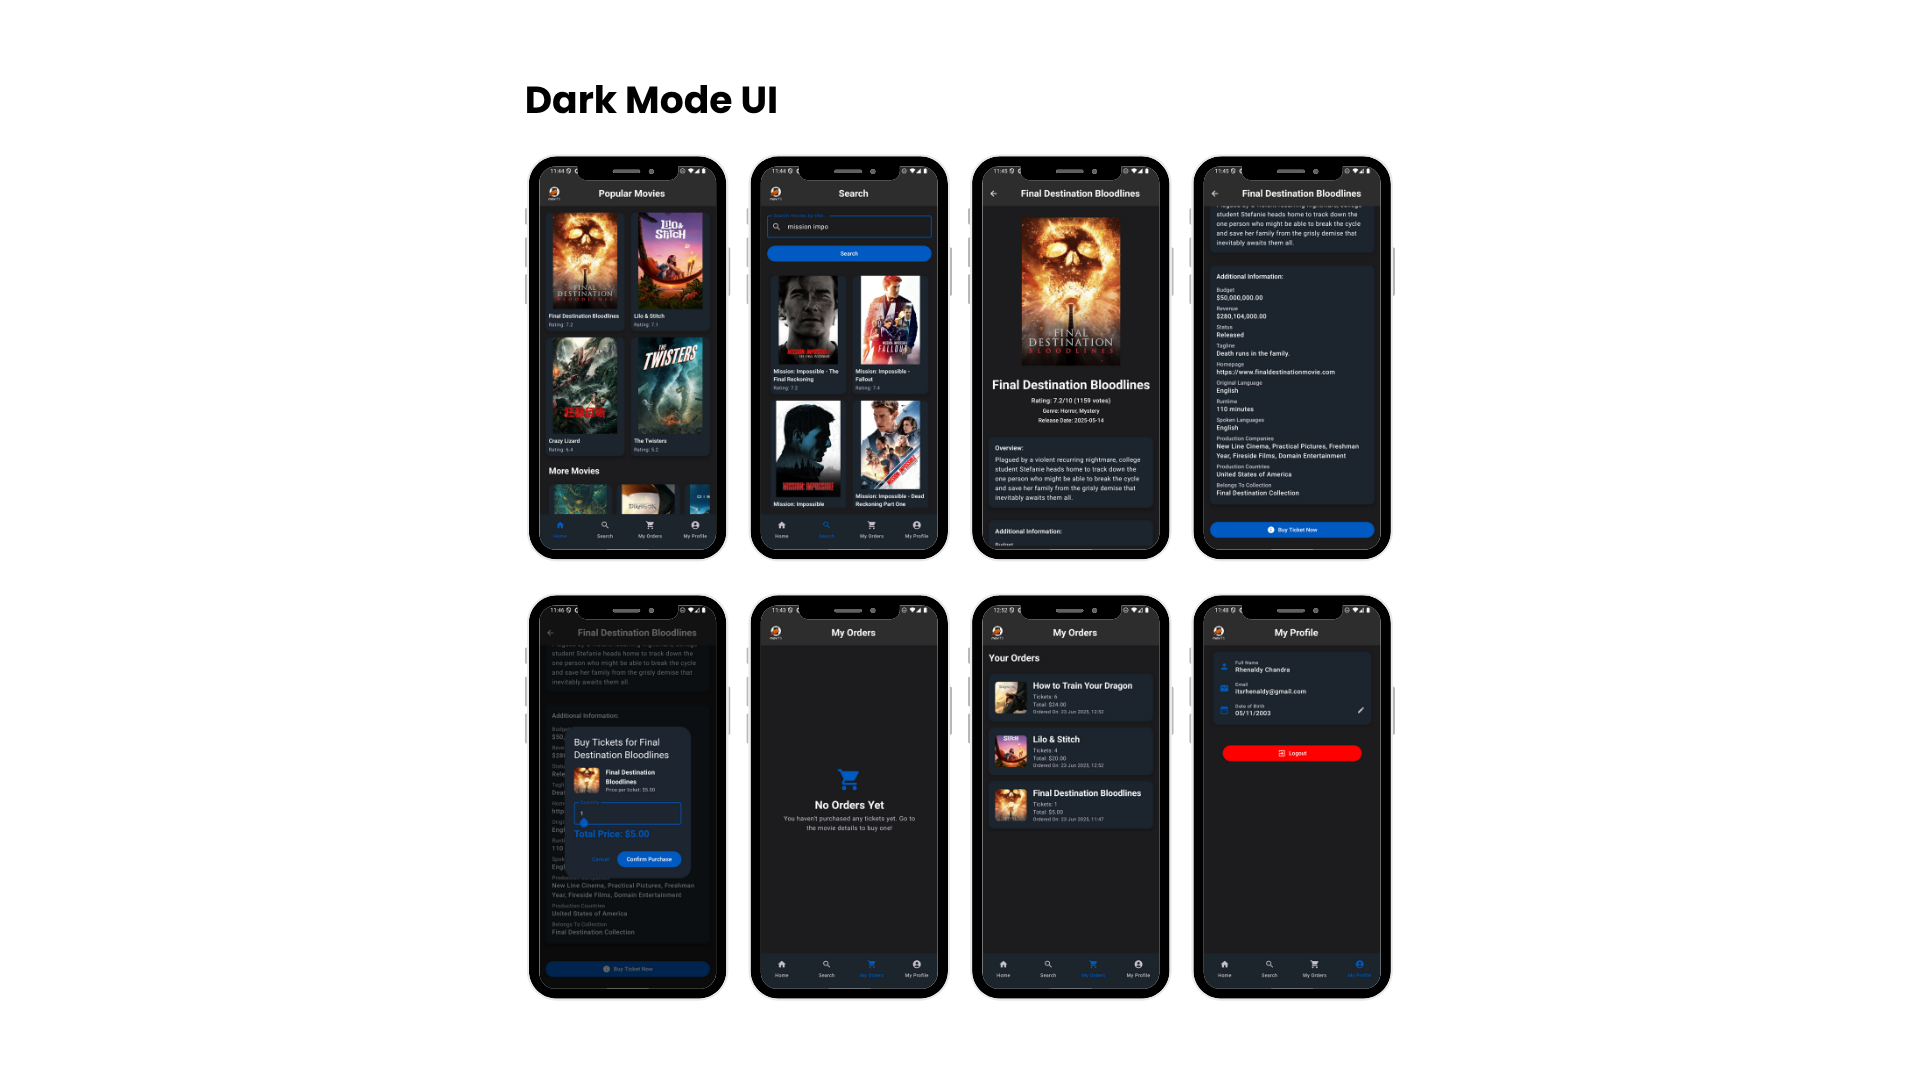 Dark Mode UI
11:44
Popular Movies
FINAL
DESTINATION
BLOODLINES
Lilo &
Stitch
Final Destination Bloodlines
Rating: 7.2
Lilo & Stitch
Rating: 7.1
THE
TWISTERS
Crazy Lizard
Rating: 6.4
The Twisters
Rating: 5.2
More Movies
Home
Search
My Orders
My Profile
11:44
Search
mission impo
Search
Mission: Impossible - The
Final Reckoning
Rating: 7.3
FALLOUT
Mission: Impossible -
Fallout
Rating: 7.4
MISSION: IMPOSSIBLE
Mission: Impossible
Mission: Impossible - Dead
Reckoning Part One
Home
Search
My Orders
My Profile
11:45
Final Destination Bloodlines
FINAL
DESTINATION
BLOODLINES
Final Destination Bloodlines
Rating: 7.2/10 (1159 votes)
Genre: Horror, Mystery
Release Date: 2025-05-14
Overview:
Plagued by a violent recurring nightmare, college
student Stefanie heads home to track down the
one person who might be able to break the cycle
and save her family from the grisly demise that
inevitably awaits them all.
Additional Information:
Budget
11:45
Final Destination Bloodlines
Plagued by a violent recurring nightmare, college
student Stefanie heads home to track down the
one person who might be able to break the cycle
and save her family from the grisly demise that
inevitably awaits them all.
Additional Information:
Budget
$50,000,000.00
Revenue
$280,104,000.00
Status
Released
Tagline
Death runs in the family.
Homepage
https://www.finaldestinationmovie.com
Original Language
English
Runtime
110 minutes
Spoken Languages
English
Production Companies
New Line Cinema, Practical Pictures, Freshman
Year, Fireside Films, Domain Entertainment
Production Countries
United States of America
Belongs To Collection
Final Destination Collection
Buy Ticket Now
11:46
Final Destination Bloodlines
student Stefanie heads home to track down the
one person who might be able to break the cycle
and save her family from the grisly demise that
inevitably awaits them all.
Additional Information:
Buy Tickets for Final
Destination Bloodlines
Final Destination
Bloodlines
Price per ticket: $5.00
1
Total Price: $5.00
Cancel
Confirm Purchase
New Line Cinema, Practical Pictures, Freshman
Year, Fireside Films, Domain Entertainment
Production Countries
United States of America
Belongs To Collection
Final Destination Collection
Buy Ticket Now
11:43
My Orders
No Orders Yet
You haven't purchased any tickets yet. Go to
the movie details to buy one!
Home
Search
My Orders
My Profile
12:52
My Orders
Your Orders
How to Train Your Dragon
Tickets: 6
Total: $24.00
Ordered On: 23 Jun 2025, 12:52
Lilo & Stitch
Tickets: 4
Total: $20.00
Ordered On: 23 Jun 2025, 12:52
Final Destination Bloodlines
Tickets: 1
Total: $5.00
Ordered On: 23 Jun 2025, 11:47
Home
Search
My Orders
My Profile
11:48
My Profile
Full Name
Rhenaldy Chandra
Email
itsrhenaldy@gmail.com
Date of Birth
05/11/2003
Logout
Home
Search
My Orders
My Profile